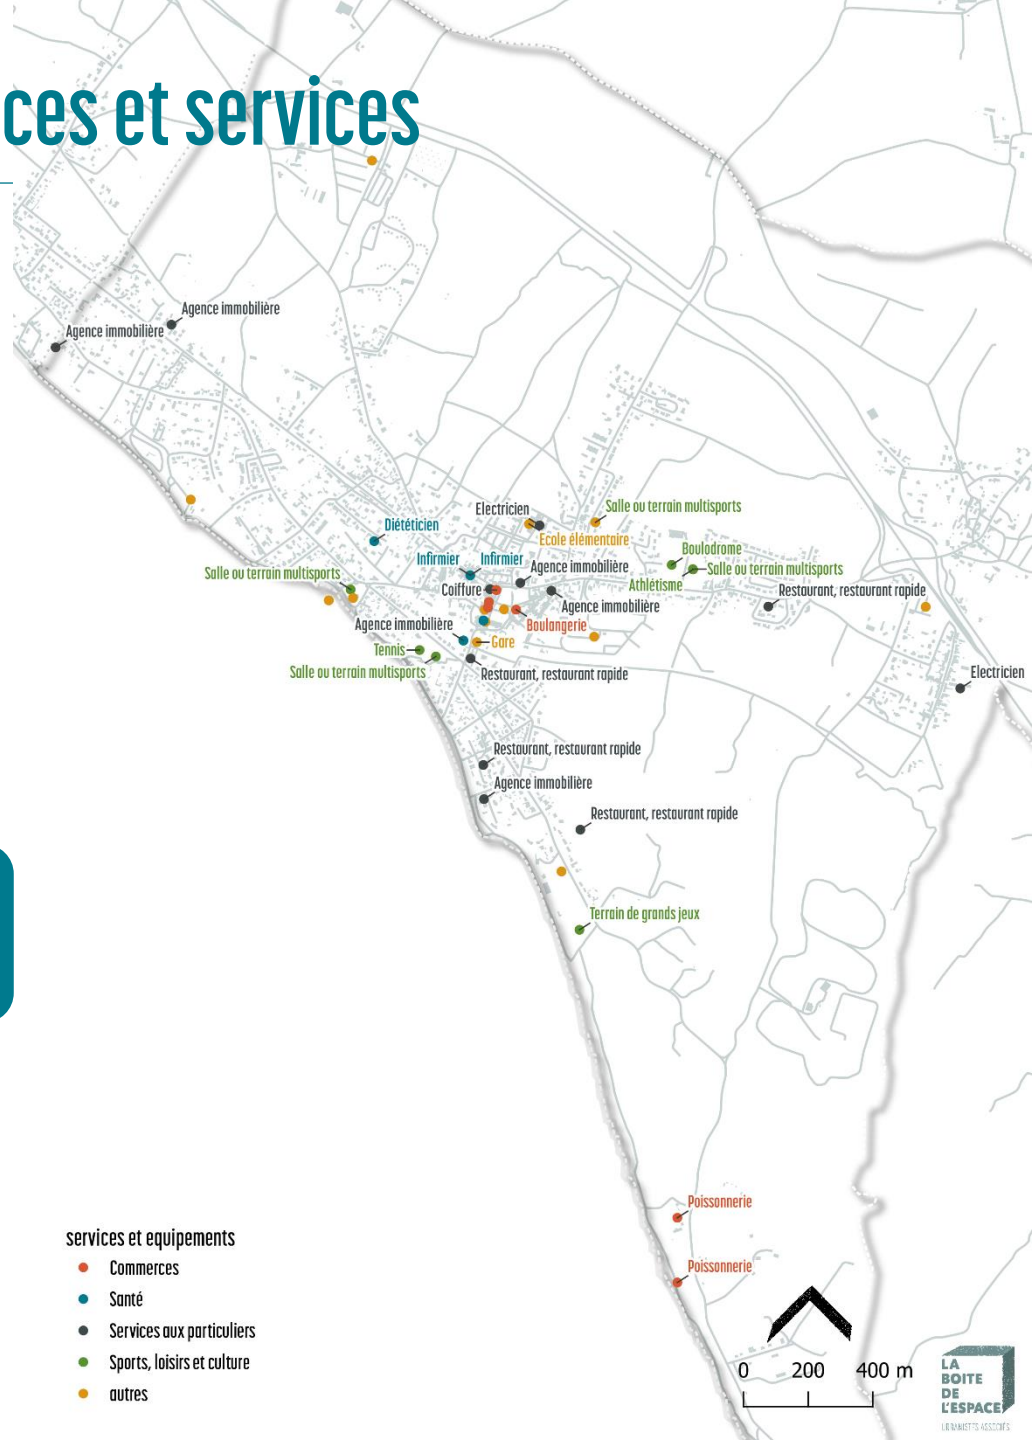 ces et services
Agence immobilière
Agence immobilière
Electricien
Salle ou terrain multisports
Diététicien
Ecole élémentaire
Boulodrome
Infirmier
Infirmier
Agence immobilière
Salle ou terrain multisports
Salle ou terrain multisports
Athlétisme
Coiffure
Restaurant, restaurant rapide
Agence immobilière
Agence immobilière
Boulangerie
Gare
Tennis
Salle ou terrain multisports
Restaurant, restaurant rapide
Electricien
Restaurant, restaurant rapide
Agence immobilière
Restaurant, restaurant rapide
Terrain de grands jeux
Poissonnerie
Poissonnerie
services et equipements
Commerces
Santé
Services aux particuliers
Sports, loisirs et culture
autres
0 200 400 m
LA
BOITE
DE
L'ESPACE
URBANISTES ASSOCIÉS